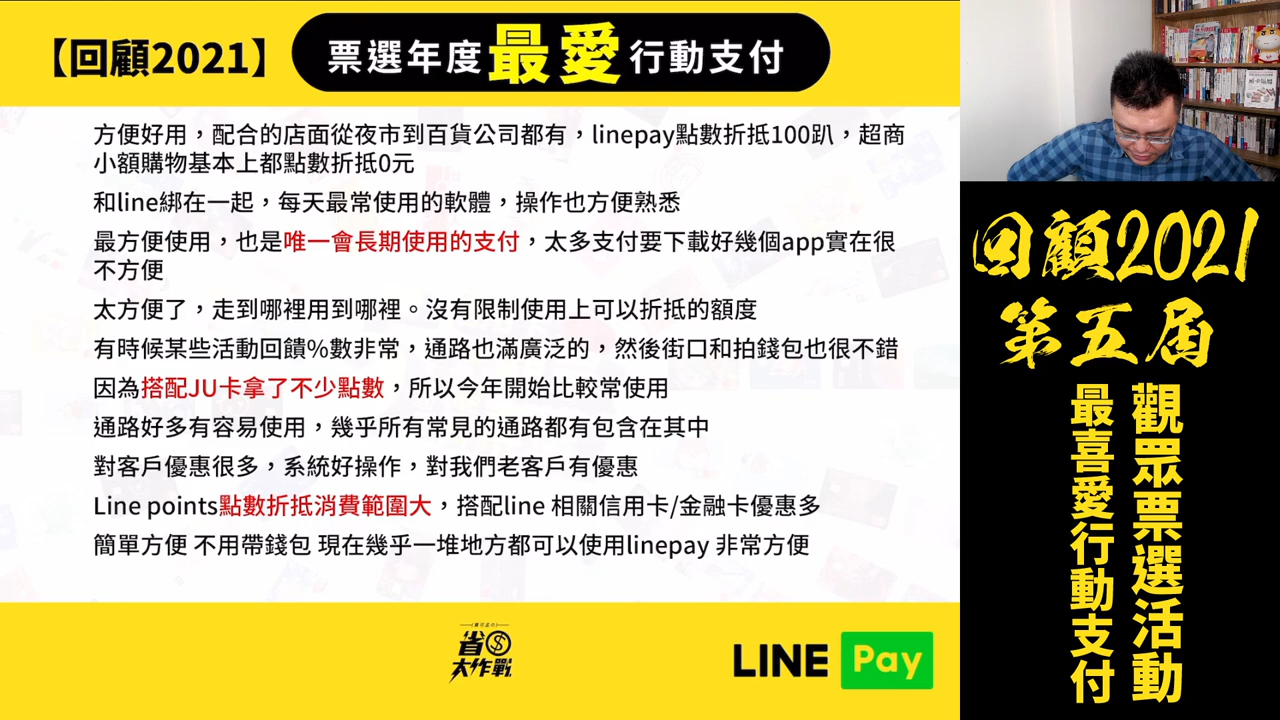 【回顧2021】
票選年度最愛行動支付
方便好用，配合的店面從夜市到百貨公司都有，linepay點數折抵100趴，超商
小額購物基本上都點數折抵0元
和line綁在一起，每天最常使用的軟體，操作也方便熟悉
最方便使用，也是唯一會長期使用的支付，太多支付要下載好幾個app實在很
不方便
太方便了，走到哪裡用到哪裡。沒有限制使用上可以折抵的額度
有時候某些活動回饋%數非常，通路也滿廣泛的，然後街口和拍錢包也很不錯
因為搭配JU卡拿了不少點數，所以今年開始比較常使用
通路好多有容易使用，幾乎所有常見的通路都有包含在其中
對客戶優惠很多，系統好操作，對我們老客戶有優惠
Line points點數折抵消費範圍大，搭配line 相關信用卡/金融卡優惠多
簡單方便 不用帶錢包 現在幾乎一堆地方都可以使用linepay 非常方便
省
大作戰
LINE Pay
回顧2021
第五屆
觀眾票選活動
最喜愛行動支付